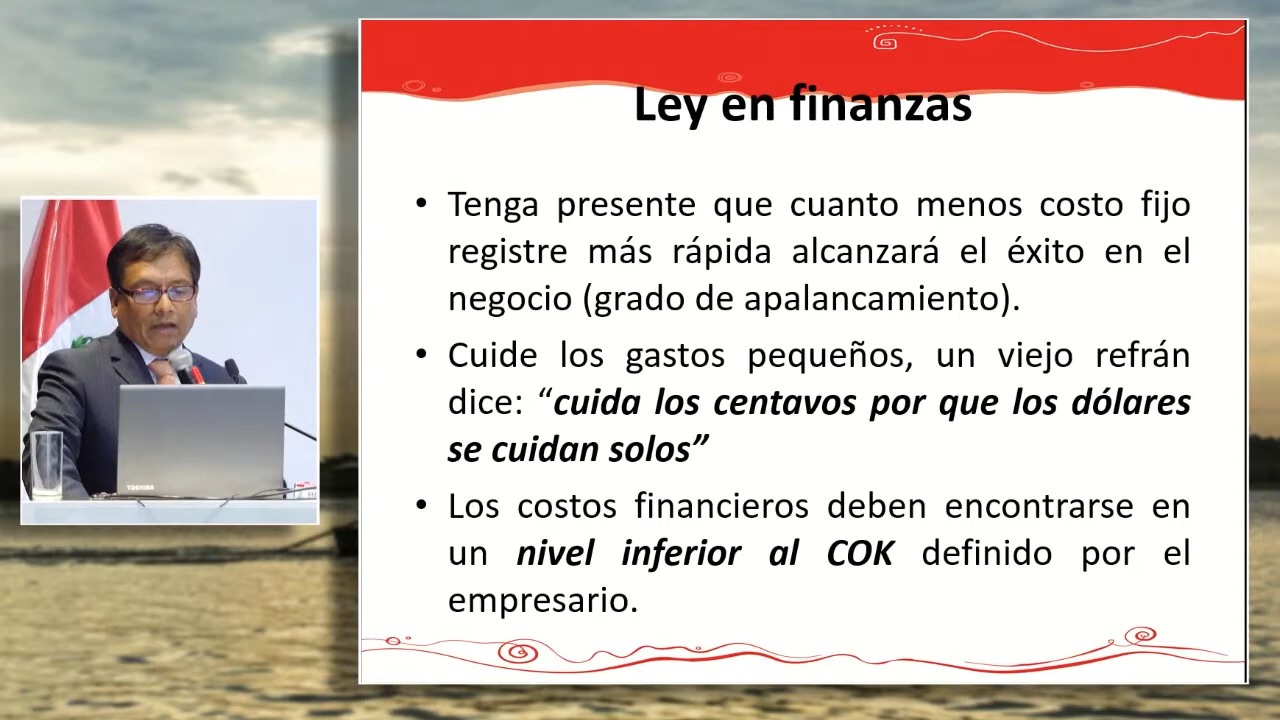 Ley en finanzas
• Tenga presente que cuanto menos costo fijo
registre más rápida alcanzará el éxito en el
negocio (grado de apalancamiento).
• Cuide los gastos pequeños, un viejo refrán
dice: “cuida los centavos por que los dólares
se cuidan solos”
• Los costos financieros deben encontrarse en
un nivel inferior al COK definido por el
empresario.
TOSHIBA